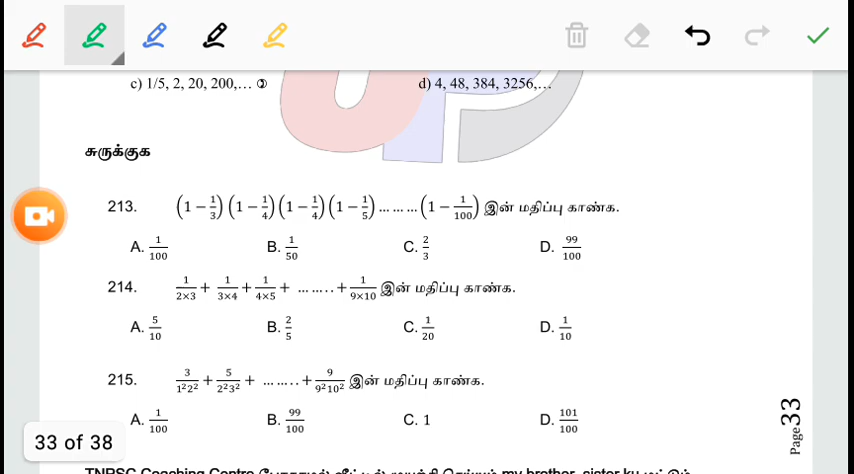 c) 1/5, 2, 20, 200,… ③ d) 4, 48, 384, 3256,…
சுருக்குக
213. (1 − 1/3) (1 − 1/4) (1 − 1/4) (1 − 1/5) … … … (1 − 1/100) இன் மதிப்பு காண்க.
A. 1/100 B. 1/50 C. 2/3 D. 99/100
214. 1/2×3 + 1/3×4 + 1/4×5 + … … . . + 1/9×10 இன் மதிப்பு காண்க.
A. 5/10 B. 2/5 C. 1/20 D. 1/10
215. 3/1²2² + 5/2²3² + … … . . + 9/9²10² இன் மதிப்பு காண்க.
A. 1/100 B. 99/100 C. 1 D. 101/100
Page 33
33 of 38